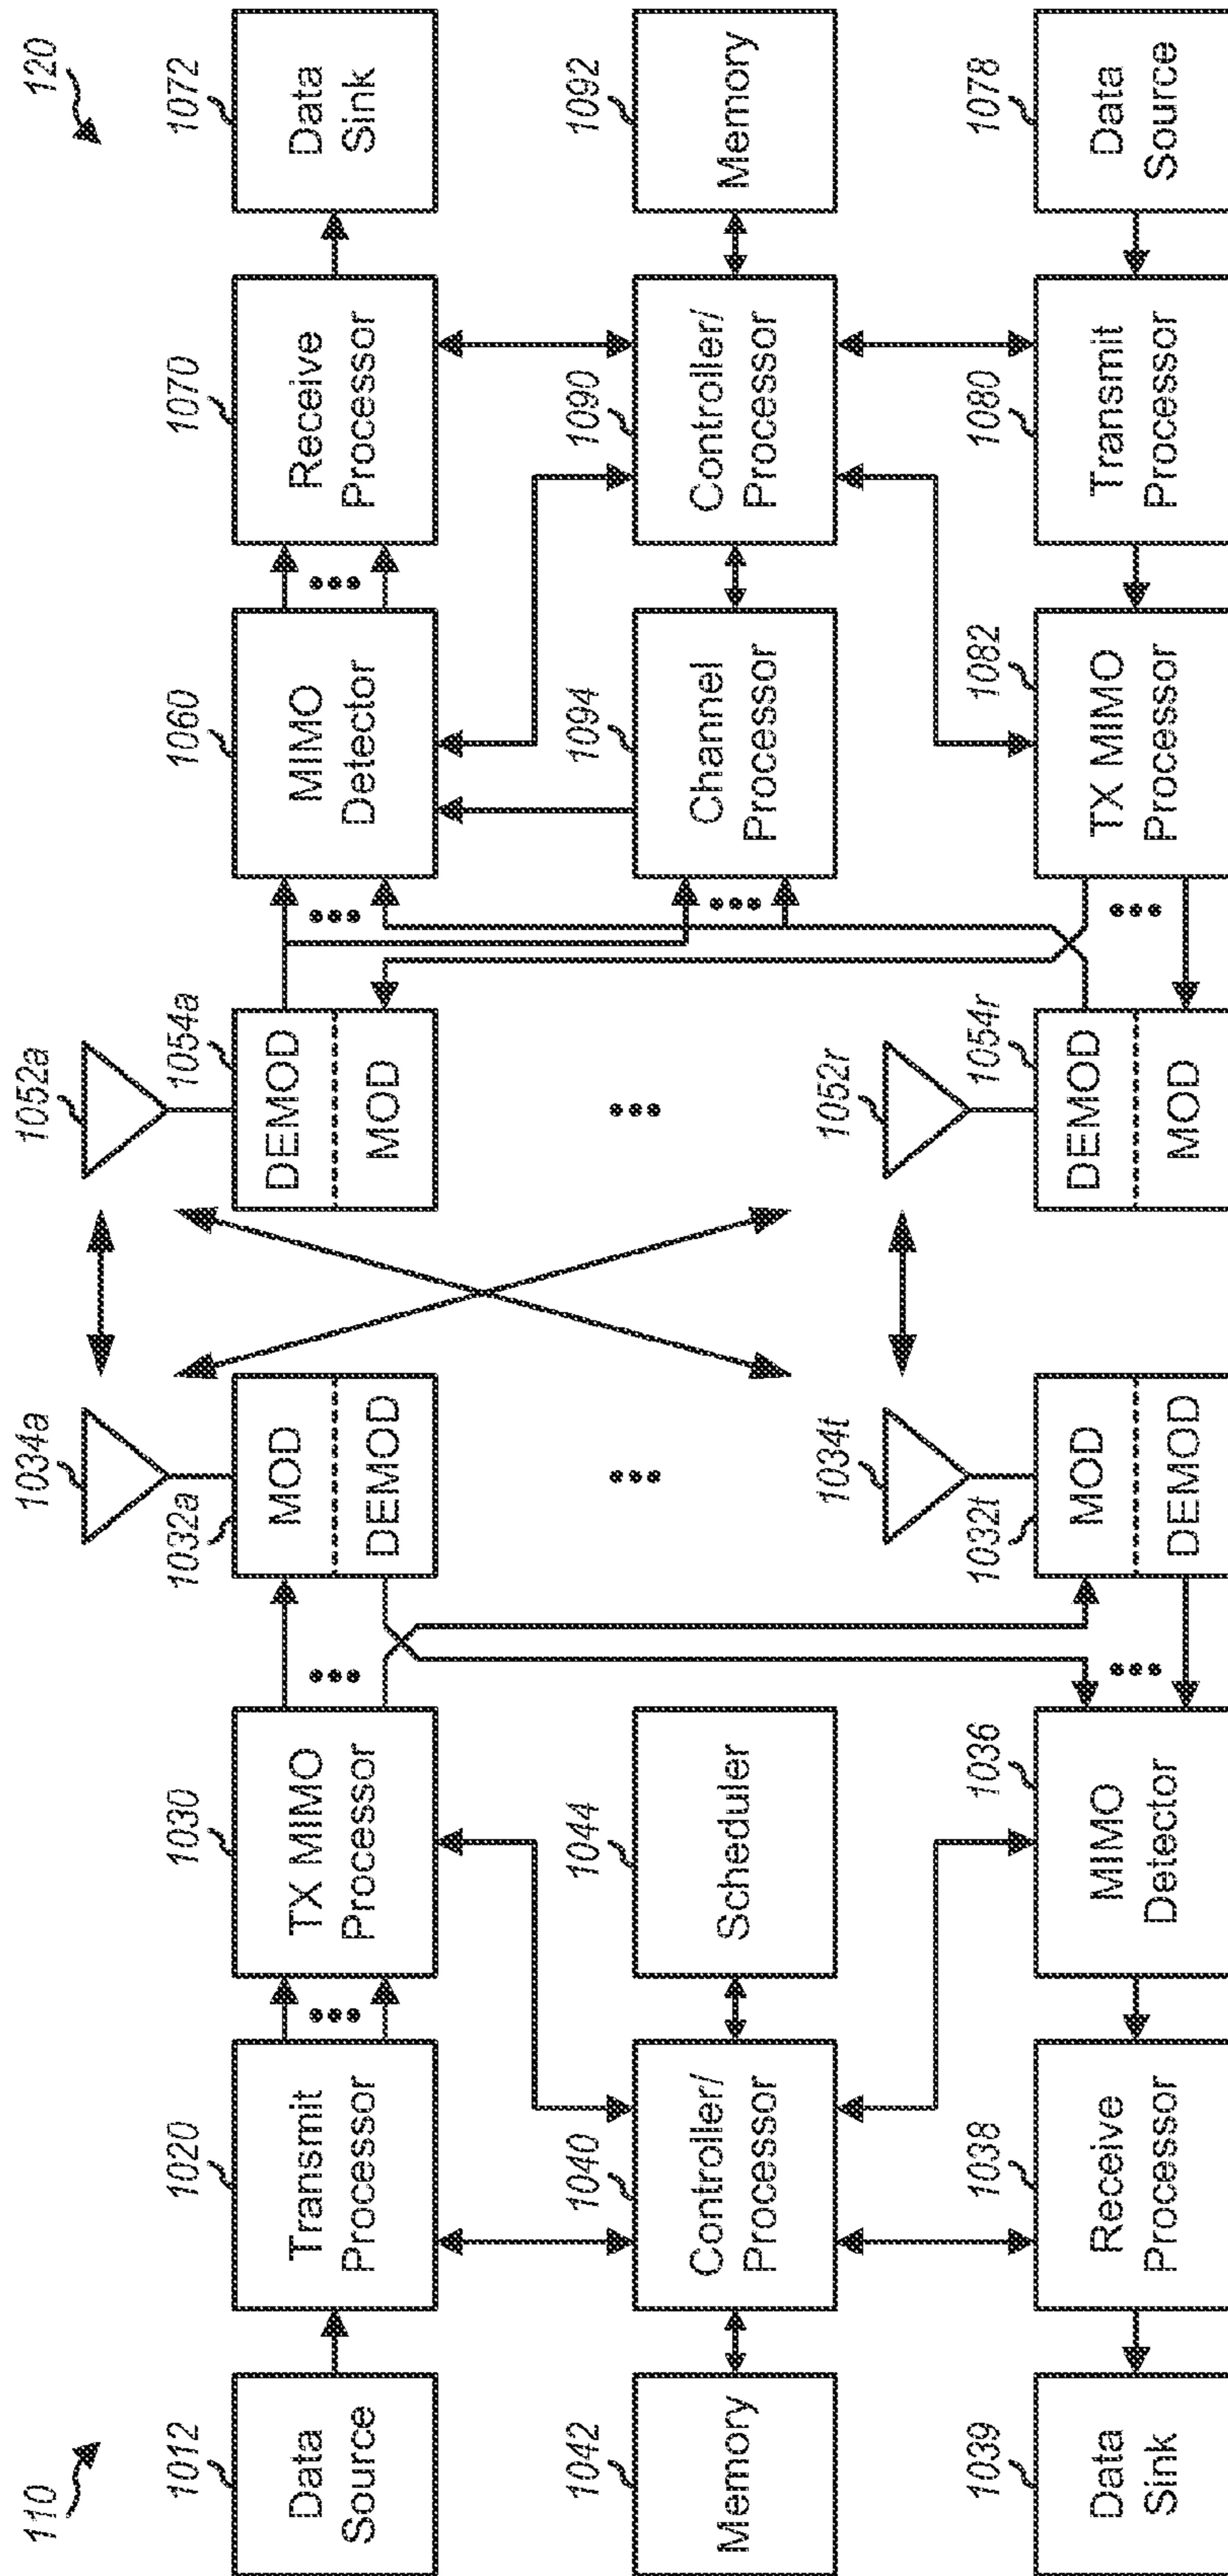 110
120
1012
Data
Source
1020
Transmit
Processor
1030
TX MIMO
Processor
1032a
MOD
DEMOD
1034a
1052a
1054a
DEMOD
MOD
1060
MIMO
Detector
1070
Receive
Processor
1072
Data
Sink
1042
Memory
1040
Controller/
Processor
1044
Scheduler
1094
Channel
Processor
1090
Controller/
Processor
1092
Memory
1039
Data
Sink
1038
Receive
Processor
1036
MIMO
Detector
1032t
MOD
DEMOD
1034t
1052r
1054r
DEMOD
MOD
1082
TX MIMO
Processor
1080
Transmit
Processor
1078
Data
Source